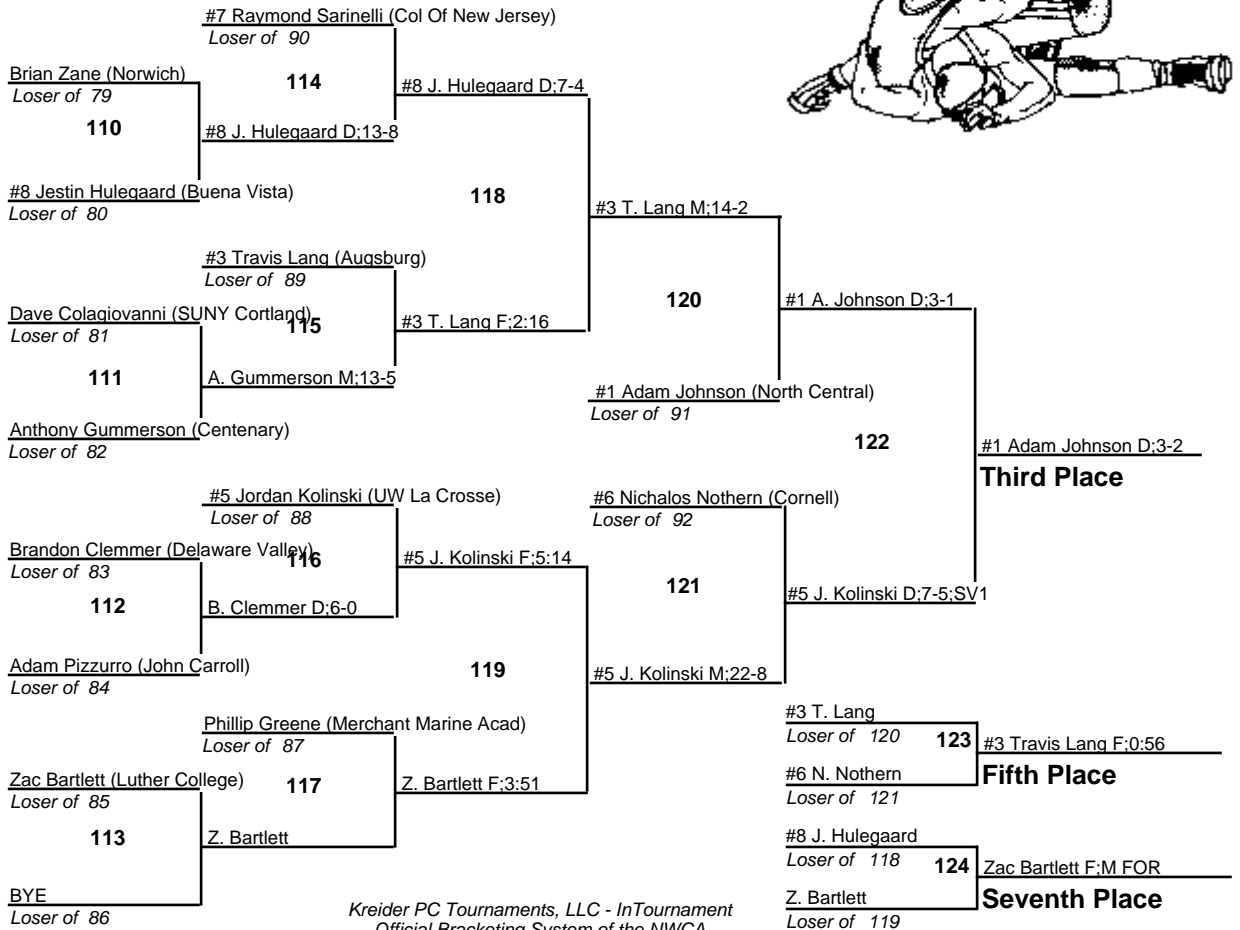 #7 Raymond Sarinelli (Col Of New Jersey)
Loser of 90
Brian Zane (Norwich)
Loser of 79
114
#8 J. Hulegaard D;7-4
110
#8 J. Hulegaard D;13-8
#8 Jestin Hulegaard (Buena Vista)
Loser of 80
118
#3 T. Lang M;14-2
#3 Travis Lang (Augsburg)
Loser of 89
Dave Colagiovanni (SUNY Cortland)
Loser of 81
115
#3 T. Lang F;2:16
120
#1 A. Johnson D;3-1
111
A. Gummerson M;13-5
#1 Adam Johnson (North Central)
Loser of 91
Anthony Gummerson (Centenary)
Loser of 82
122
#1 Adam Johnson D;3-2
Third Place
#5 Jordan Kolinski (UW La Crosse)
Loser of 88
#6 Nichalos Nothern (Cornell)
Loser of 92
Brandon Clemmer (Delaware Valley)
Loser of 83
116
#5 J. Kolinski F;5:14
121
#5 J. Kolinski D;7-5;SV1
112
B. Clemmer D;6-0
Adam Pizzurro (John Carroll)
Loser of 84
119
#5 J. Kolinski M;22-8
Phillip Greene (Merchant Marine Acad)
Loser of 87
#3 T. Lang
Loser of 120
123
#3 Travis Lang F;0:56
Fifth Place
#6 N. Nothern
Loser of 121
Zac Bartlett (Luther College)
Loser of 85
117
Z. Bartlett F;3:51
113
Z. Bartlett
#8 J. Hulegaard
Loser of 118
124
Zac Bartlett F;M FOR
Seventh Place
Z. Bartlett
Loser of 119
BYE
Loser of 86
Kreider PC Tournaments, LLC - InTournament
Official Bracketing System of the NWCA